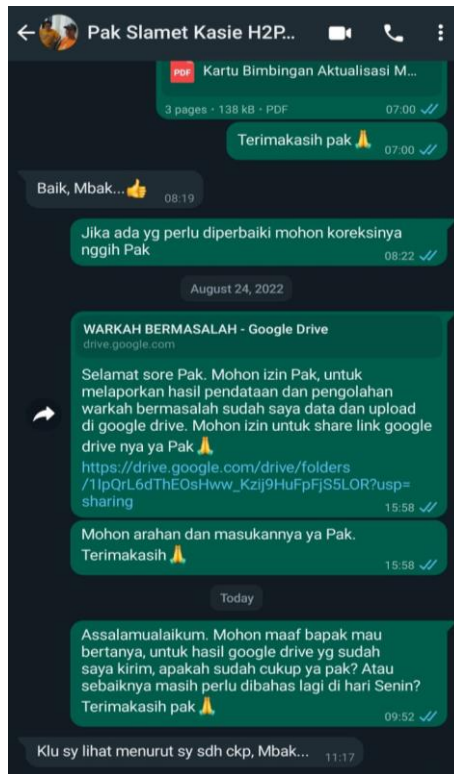 Pak Slamet Kasie H2P...
PDF Kartu Bimbingan Aktualisasi M...
3 pages • 138 kB • PDF 07:00
Terimakasih pak 🙏 07:00
Baik, Mbak...👍 08:19
Jika ada yg perlu diperbaiki mohon koreksinya
nggih Pak 08:22
August 24, 2022
WARKAH BERMASALAH - Google Drive
drive.google.com
Selamat sore Pak. Mohon izin Pak, untuk
melaporkan hasil pendataan dan pengolahan
warkah bermasalah sudah saya data dan upload
di google drive. Mohon izin untuk share link google
drive nya ya Pak 🙏
https://drive.google.com/drive/folders
/1IpQrL6dThEOsHww_Kzij9HuFpFjS5LOR?usp=
sharing 15:58
Mohon arahan dan masukannya ya Pak.
Terimakasih 🙏 15:58
Today
Assalamualaikum. Mohon maaf bapak mau
bertanya, untuk hasil google drive yg sudah
saya kirim, apakah sudah cukup ya pak? Atau
sebaiknya masih perlu dibahas lagi di hari Senin?
Terimakasih pak 🙏 09:52
Klu sy lihat menurut sy sdh ckp, Mbak... 11:17